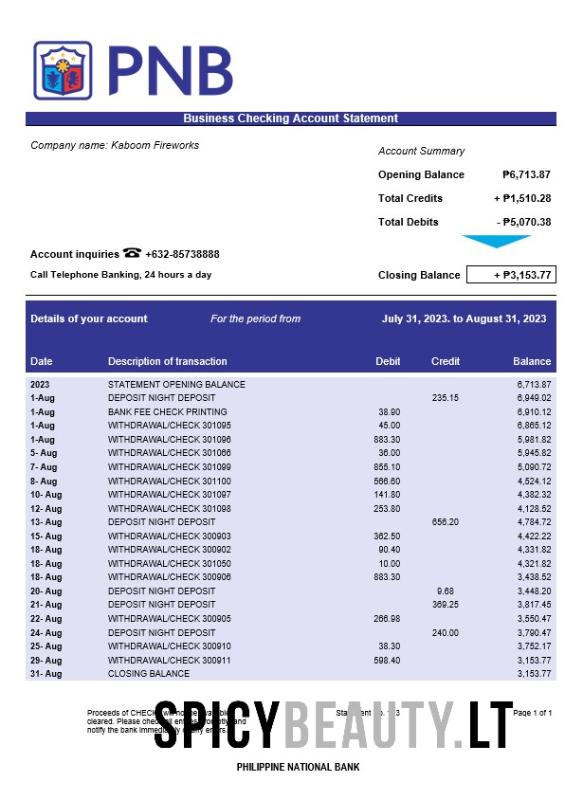 PNB
Business Checking Account Statement
Company name: Kaboom Fireworks
Account Summary
Opening Balance ₱6,713.87
Total Credits + ₱1,510.28
Total Debits - ₱5,070.38
Account inquiries ☎ +632-85738888
Call Telephone Banking, 24 hours a day
Closing Balance + ₱3,153.77
Details of your account For the period from July 31, 2023. to August 31, 2023
Date Description of transaction Debit Credit Balance
2023 STATEMENT OPENING BALANCE 6,713.87
1-Aug DEPOSIT NIGHT DEPOSIT 235.15 6,949.02
1-Aug BANK FEE CHECK PRINTING 38.90 6,910.12
1-Aug WITHDRAWAL/CHECK 301095 45.00 6,865.12
1-Aug WITHDRAWAL/CHECK 301096 883.30 5,981.82
5- Aug WITHDRAWAL/CHECK 301066 36.00 5,945.82
7- Aug WITHDRAWAL/CHECK 301099 855.10 5,090.72
8- Aug WITHDRAWAL/CHECK 301100 566.60 4,524.12
10- Aug WITHDRAWAL/CHECK 301097 141.80 4,382.32
12- Aug WITHDRAWAL/CHECK 301098 253.80 4,128.52
13- Aug DEPOSIT NIGHT DEPOSIT 656.20 4,784.72
15- Aug WITHDRAWAL/CHECK 300903 362.50 4,422.22
18- Aug WITHDRAWAL/CHECK 300902 90.40 4,331.82
18- Aug WITHDRAWAL/CHECK 301050 10.00 4,321.82
18- Aug WITHDRAWAL/CHECK 300906 883.30 3,438.52
20- Aug DEPOSIT NIGHT DEPOSIT 9.68 3,448.20
21- Aug DEPOSIT NIGHT DEPOSIT 369.25 3,817.45
22- Aug WITHDRAWAL/CHECK 300905 266.98 3,550.47
24- Aug DEPOSIT NIGHT DEPOSIT 240.00 3,790.47
25- Aug WITHDRAWAL/CHECK 300910 38.30 3,752.17
29- Aug WITHDRAWAL/CHECK 300911 598.40 3,153.77
31- Aug CLOSING BALANCE 3,153.77
Proceeds of Page 1 of 1
cleared. Please and
notify the bank
SPICYBEAUTY.LT
PHILIPPINE NATIONAL BANK